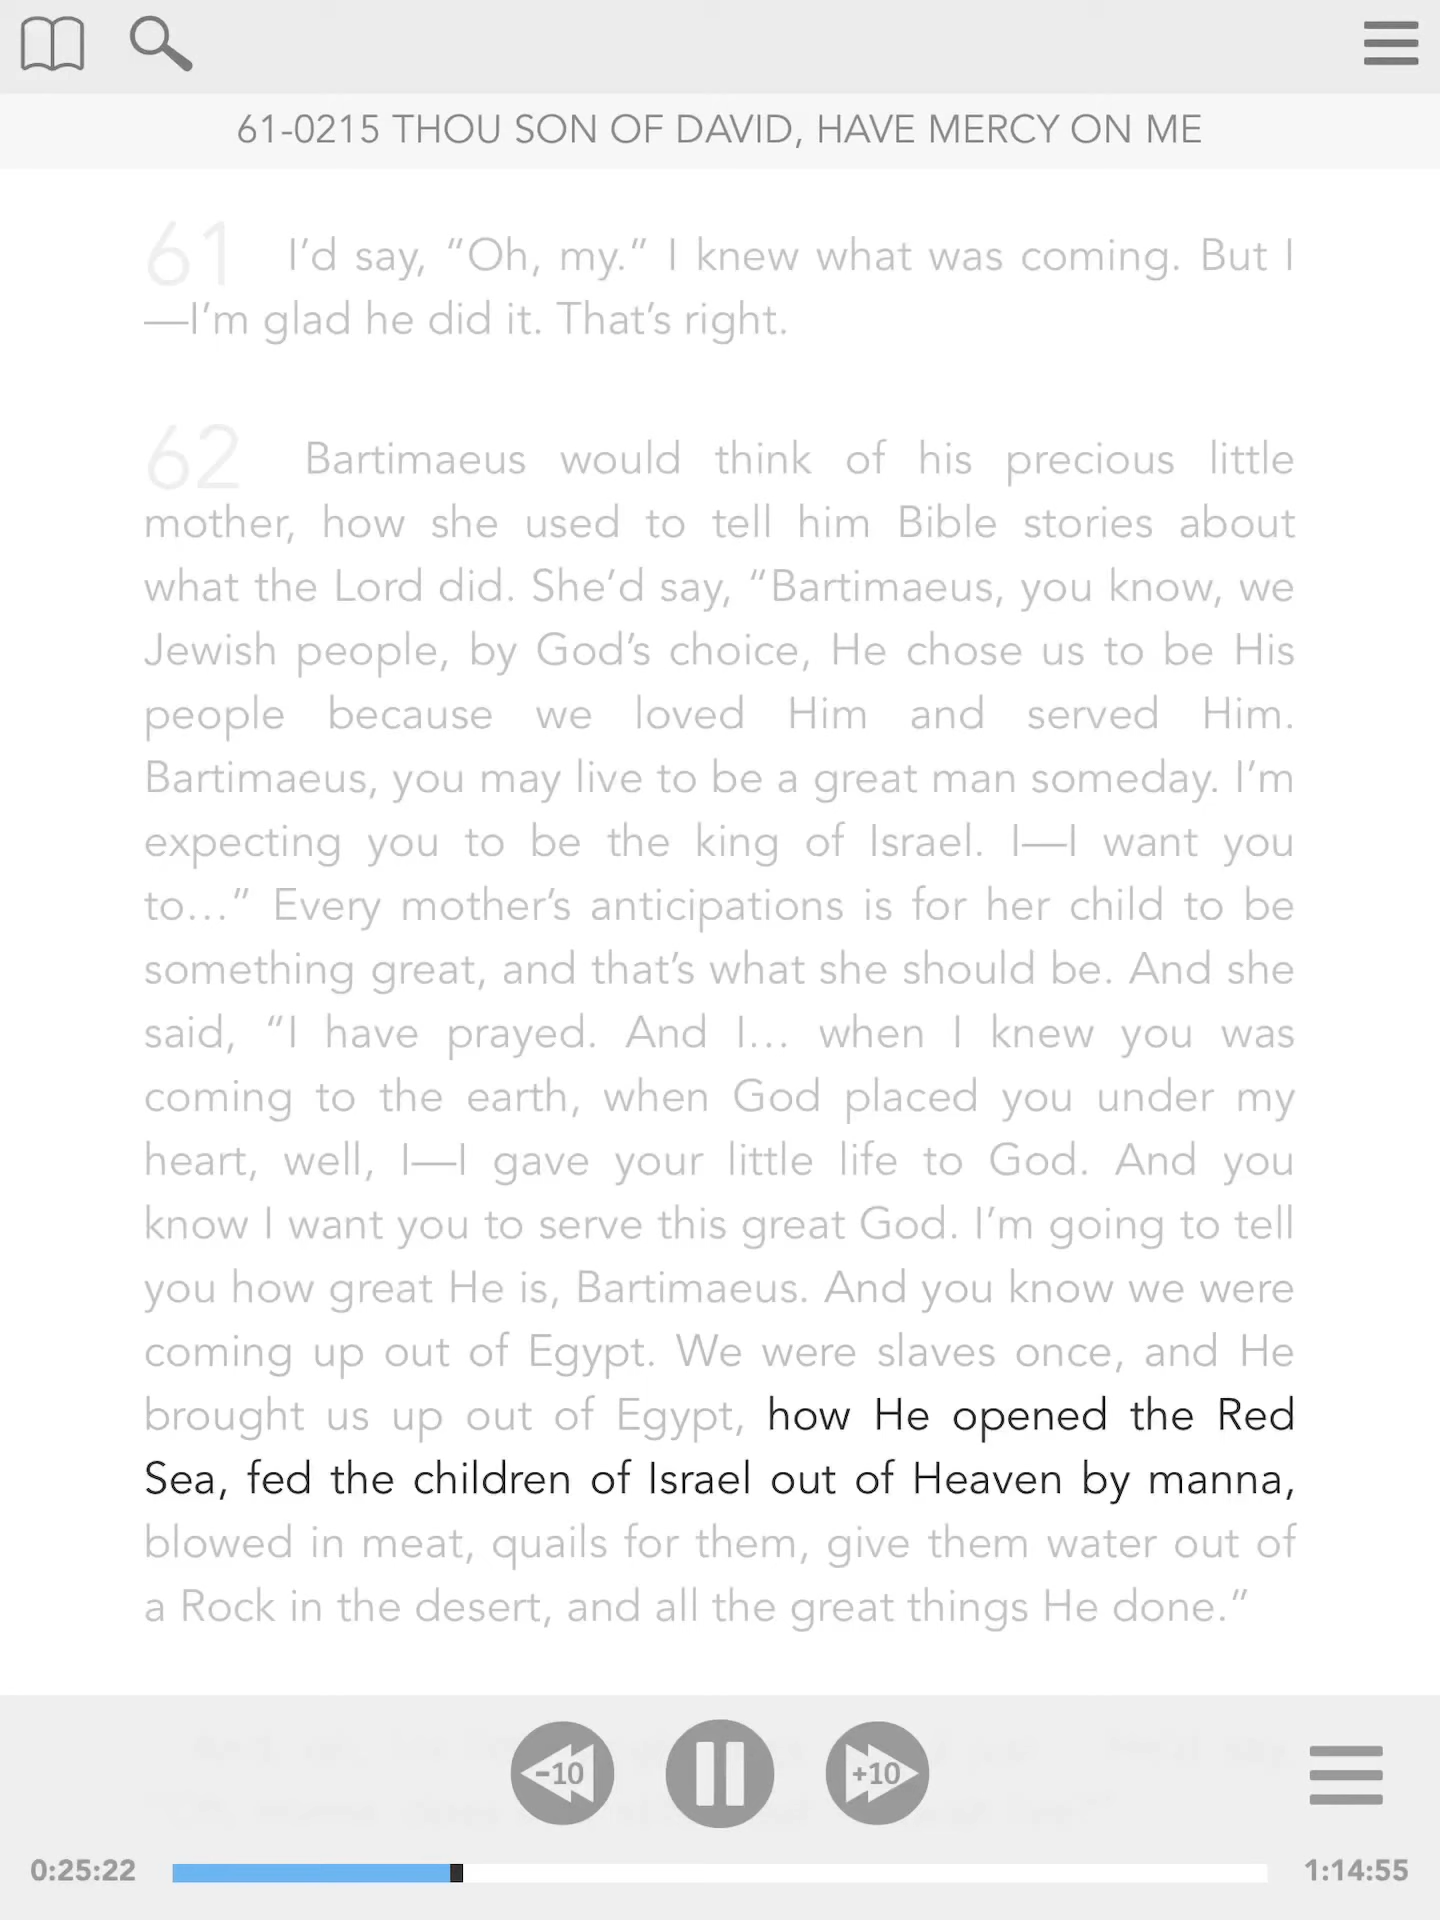 61-0215 THOU SON OF DAVID, HAVE MERCY ON ME
61 I’d say, “Oh, my.” I knew what was coming. But I
—I’m glad he did it. That’s right.
62 Bartimaeus would think of his precious little
mother, how she used to tell him Bible stories about
what the Lord did. She’d say, “Bartimaeus, you know, we
Jewish people, by God’s choice, He chose us to be His
people because we loved Him and served Him.
Bartimaeus, you may live to be a great man someday. I’m
expecting you to be the king of Israel. I—I want you
to…” Every mother’s anticipations is for her child to be
something great, and that’s what she should be. And she
said, “I have prayed. And I… when I knew you was
coming to the earth, when God placed you under my
heart, well, I—I gave your little life to God. And you
know I want you to serve this great God. I’m going to tell
you how great He is, Bartimaeus. And you know we were
coming up out of Egypt. We were slaves once, and He
brought us up out of Egypt, how He opened the Red
Sea, fed the children of Israel out of Heaven by manna,
blowed in meat, quails for them, give them water out of
a Rock in the desert, and all the great things He done.”
-10 +10
0:25:22 1:14:55